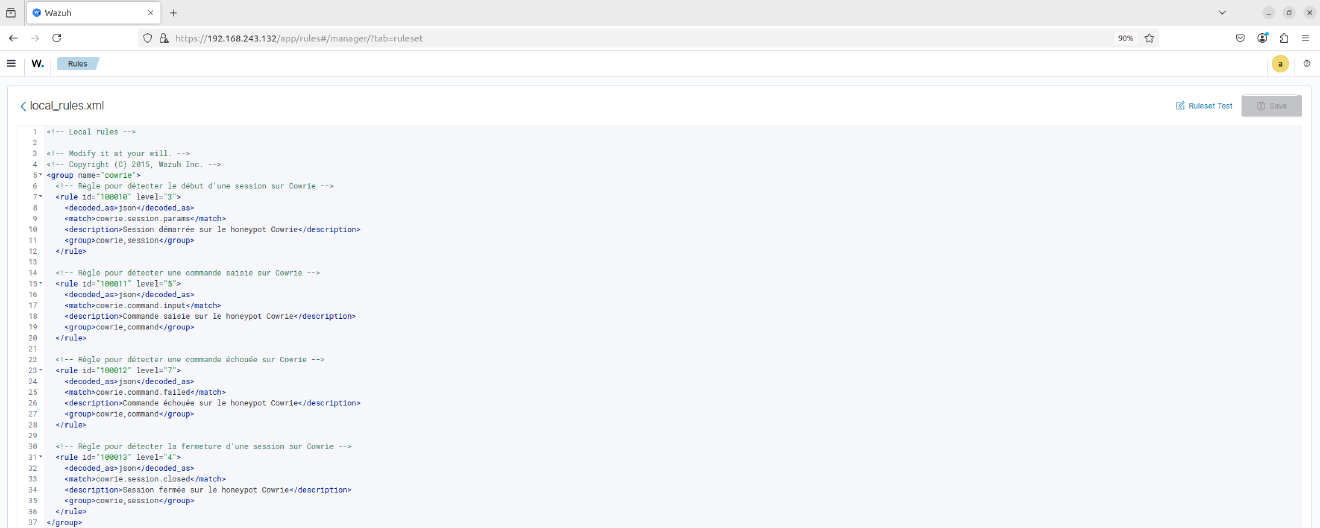 Wazuh
https://192.168.243.132/app/rules#/manager/?tab=ruleset
90%
W.
Rules
a
local_rules.xml
Ruleset Test
Save
1 <!-- Local rules -->
2
3 <!-- Modify it at your will. -->
4 <!-- Copyright (C) 2015, Wazuh Inc. -->
5 <group name="cowrie">
6 <!-- Règle pour détecter le début d'une session sur Cowrie -->
7 <rule id="100010" level="3">
8 <decoded_as>json</decoded_as>
9 <match>cowrie.session.params</match>
10 <description>Session démarrée sur le honeypot Cowrie</description>
11 <group>cowrie,session</group>
12 </rule>
13
14 <!-- Règle pour détecter une commande saisie sur Cowrie -->
15 <rule id="100011" level="5">
16 <decoded_as>json</decoded_as>
17 <match>cowrie.command.input</match>
18 <description>Commande saisie sur le honeypot Cowrie</description>
19 <group>cowrie,command</group>
20 </rule>
21
22 <!-- Règle pour détecter une commande échouée sur Cowrie -->
23 <rule id="100012" level="7">
24 <decoded_as>json</decoded_as>
25 <match>cowrie.command.failed</match>
26 <description>Commande échouée sur le honeypot Cowrie</description>
27 <group>cowrie,command</group>
28 </rule>
29
30 <!-- Règle pour détecter la fermeture d'une session sur Cowrie -->
31 <rule id="100013" level="4">
32 <decoded_as>json</decoded_as>
33 <match>cowrie.session.closed</match>
34 <description>Session fermée sur le honeypot Cowrie</description>
35 <group>cowrie,session</group>
36 </rule>
37 </group>